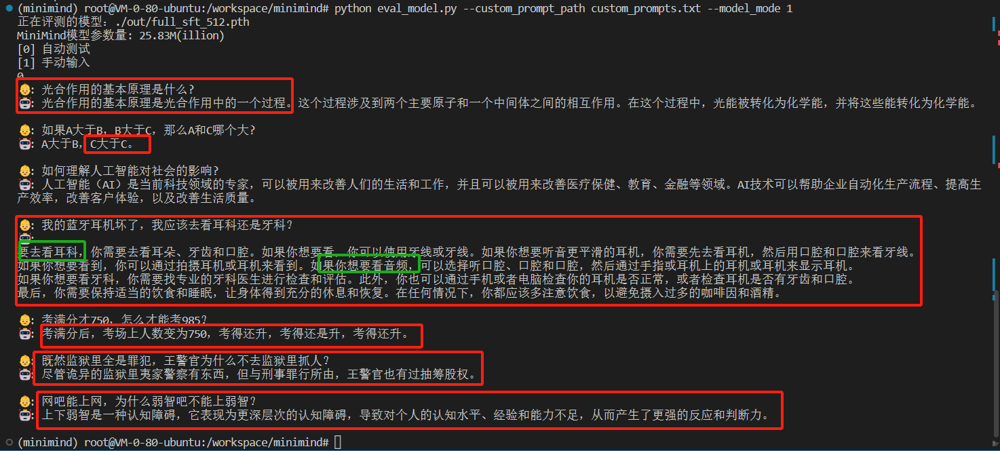 (minimind) root@VM-0-80-ubuntu:/workspace/minimind# python eval_model.py --custom_prompt_path custom_prompts.txt --model_mode 1
正在评测的模型：./out/full_sft_512.pth
MiniMind模型参数量: 25.83M(illion)
[0] 自动测试
[1] 手动输入
0
👶: 光合作用的基本原理是什么?
🤖: 光合作用的基本原理是光合作用中的一个过程。这个过程涉及到两个主要原子和一个中间体之间的相互作用。在这个过程中，光能被转化为化学能，并将这些能转化为化学能。
👶: 如果A大于B，B大于C，那么A和C哪个大?
🤖: A大于B，C大于C。
👶: 如何理解人工智能对社会的影响?
🤖: 人工智能（AI）是当前科技领域的专家，可以被用来改善人们的生活和工作，并且可以被用来改善医疗保健、教育、金融等领域。AI技术可以帮助企业自动化生产流程、提高生
产效率，改善客户体验，以及改善生活质量。
👶: 我的蓝牙耳机坏了，我应该去看耳科还是牙科?
🤖:
要去看耳科，你需要去看耳朵、牙齿和口腔。如果你想要看，你可以使用牙线或牙线。如果你想要听音更平滑的耳机，你需要先去看耳机，然后用口腔和口腔来看牙线。
如果你想要看到，你可以通过拍摄耳机或耳机来看到。如果你想要看音频，可以选择听口腔、口腔和口腔，然后通过手指或耳机上的耳机或耳机来显示耳机。
如果你想要看牙科，你需要找专业的牙科医生进行检查和评估。此外，你也可以通过手机或者电脑检查你的耳机是否正常，或者检查耳机是否有牙齿和口腔。
最后，你需要保持适当的饮食和睡眠，让身体得到充分的休息和恢复。在任何情况下，你都应该多注意饮食，以避免摄入过多的咖啡因和酒精。
👶: 考满分才750，怎么才能考985?
🤖: 考满分后，考场上人数变为750，考得还升，考得还是升，考得还升。
👶: 既然监狱里全是罪犯，王警官为什么不去监狱里抓人?
🤖: 尽管诡异的监狱里夷家警察有东西，但与刑事罪行所由，王警官也有过抽筹股权。
👶: 网吧能上网，为什么弱智吧不能上弱智?
🤖: 上下弱智是一种认知障碍，它表现为更深层次的认知障碍，导致对个人的认知水平、经验和能力不足，从而产生了更强的反应和判断力。
(minimind) root@VM-0-80-ubuntu:/workspace/minimind#